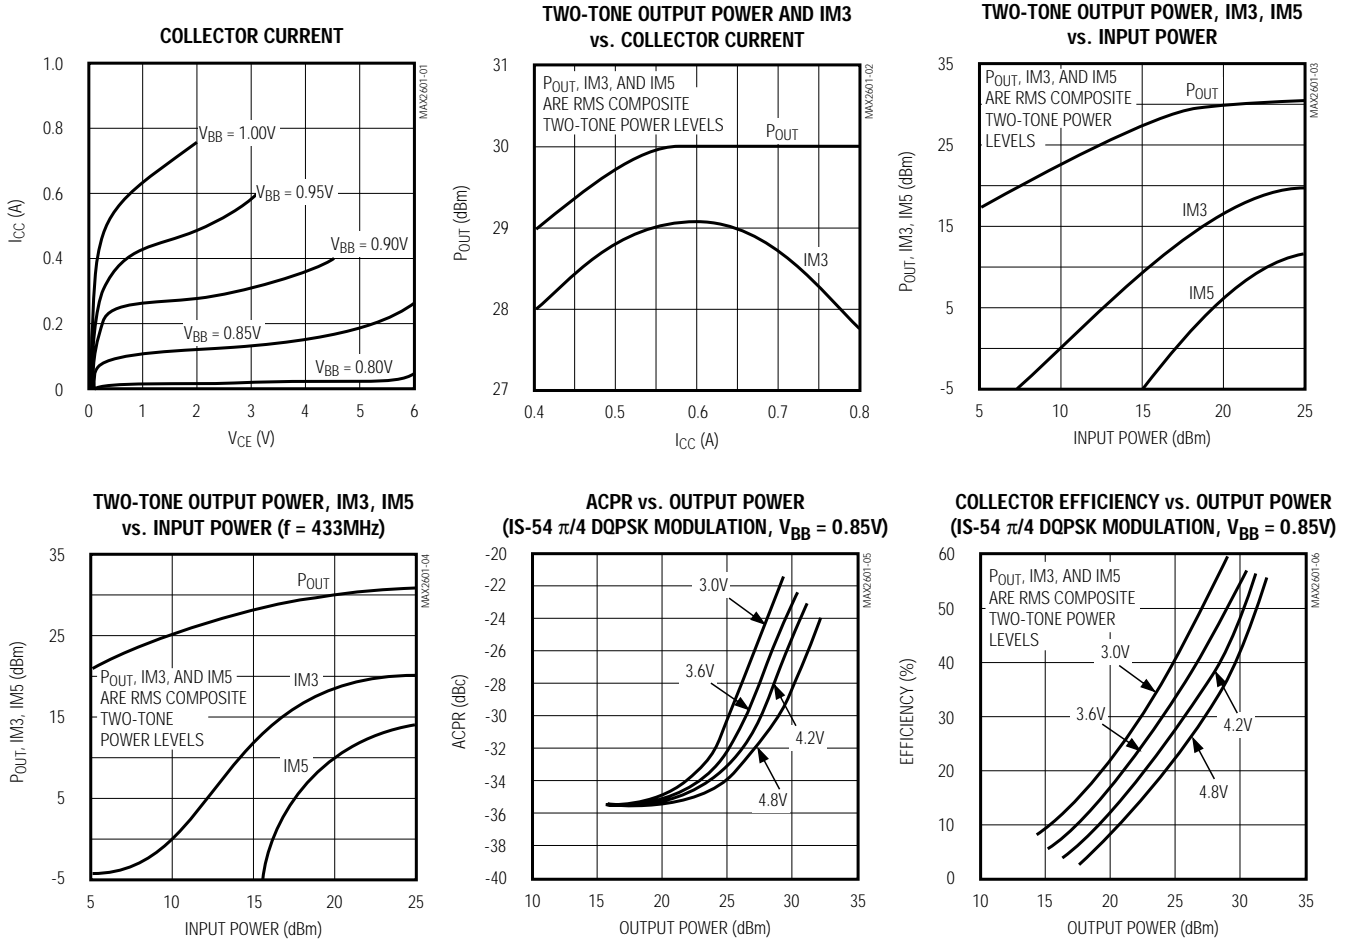 COLLECTOR CURRENT
1.0
0.8
0.6
0.4
0.2
0
ICC (A)
VBB = 1.00V
VBB = 0.95V
VBB = 0.90V
VBB = 0.85V
VBB = 0.80V
MAX2601-01
0 1 2 3 4 5 6
VCE (V)
TWO-TONE OUTPUT POWER AND IM3
vs. COLLECTOR CURRENT
31
30
29
28
27
POUT (dBm)
POUT, IM3, AND IM5
ARE RMS COMPOSITE
TWO-TONE POWER LEVELS
POUT
IM3
MAX2601-02
0.4 0.5 0.6 0.7 0.8
ICC (A)
TWO-TONE OUTPUT POWER, IM3, IM5
vs. INPUT POWER
35
25
15
5
-5
POUT, IM3, IM5 (dBm)
POUT, IM3, AND IM5
ARE RMS COMPOSITE
TWO-TONE POWER
LEVELS
POUT
IM3
IM5
MAX2601-03
5 10 15 20 25
INPUT POWER (dBm)
TWO-TONE OUTPUT POWER, IM3, IM5
vs. INPUT POWER (f = 433MHz)
35
25
15
5
-5
POUT, IM3, IM5 (dBm)
POUT
POUT, IM3, AND IM5
ARE RMS COMPOSITE
TWO-TONE
POWER LEVELS
IM3
IM5
MAX2601-04
5 10 15 20 25
INPUT POWER (dBm)
ACPR vs. OUTPUT POWER
(IS-54 π/4 DQPSK MODULATION, VBB = 0.85V)
-20
-22
-24
-26
-28
-30
-32
-34
-36
-38
-40
ACPR (dBc)
3.0V
3.6V
4.2V
4.8V
MAX2601-05
10 15 20 25 30 35
OUTPUT POWER (dBm)
COLLECTOR EFFICIENCY vs. OUTPUT POWER
(IS-54 π/4 DQPSK MODULATION, VBB = 0.85V)
60
50
40
30
20
10
0
EFFICIENCY (%)
POUT, IM3, AND IM5
ARE RMS COMPOSITE
TWO-TONE POWER
LEVELS
3.0V
3.6V
4.2V
4.8V
MAX2601-06
10 15 20 25 30 35
OUTPUT POWER (dBm)